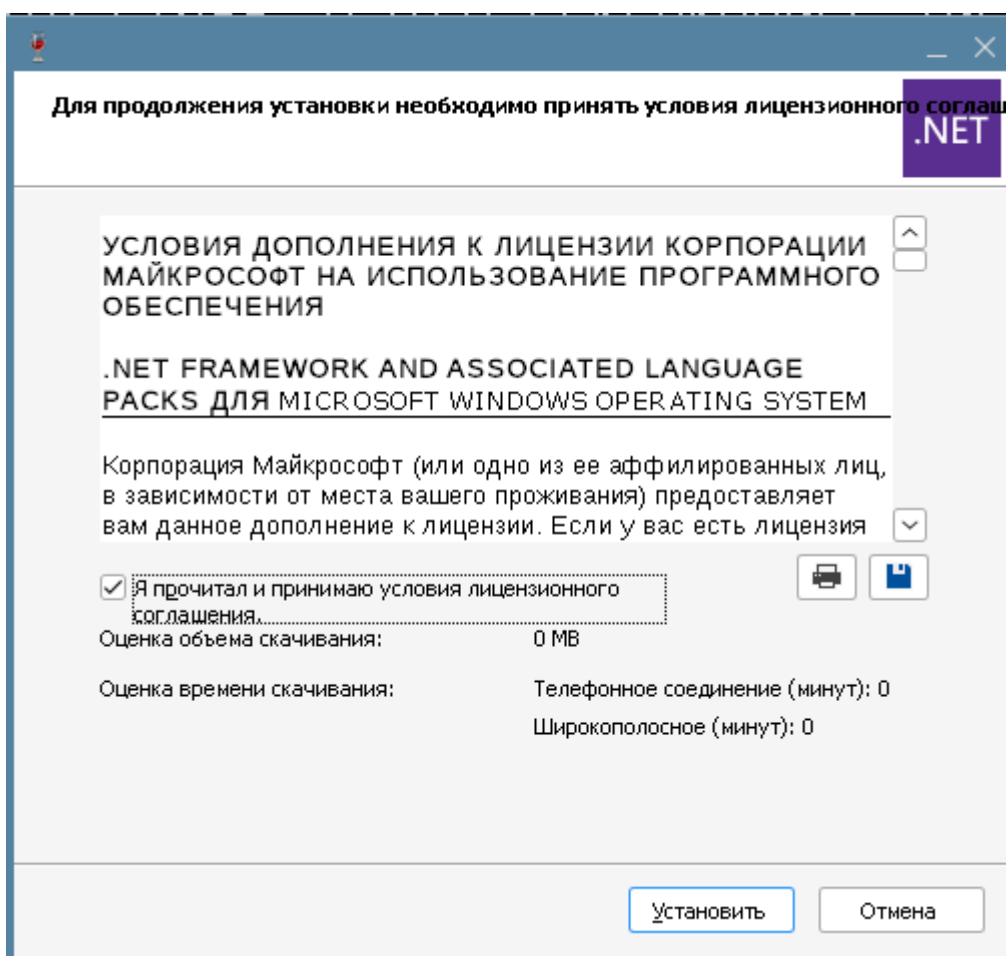 Для продолжения установки необходимо принять условия лицензионного соглаш
.NET
УСЛОВИЯ ДОПОЛНЕНИЯ К ЛИЦЕНЗИИ КОРПОРАЦИИ
МАЙКРОСОФТ НА ИСПОЛЬЗОВАНИЕ ПРОГРАММНОГО
ОБЕСПЕЧЕНИЯ
.NET FRAMEWORK AND ASSOCIATED LANGUAGE
PACKS ДЛЯ MICROSOFT WINDOWS OPERATING SYSTEM
Корпорация Майкрософт (или одно из ее аффилированных лиц,
в зависимости от места вашего проживания) предоставляет
вам данное дополнение к лицензии. Если у вас есть лицензия
Я прочитал и принимаю условия лицензионного
соглашения.
Оценка объема скачивания: 0 MB
Оценка времени скачивания: Телефонное соединение (минут): 0
Широкополосное (минут): 0
Установить Отмена